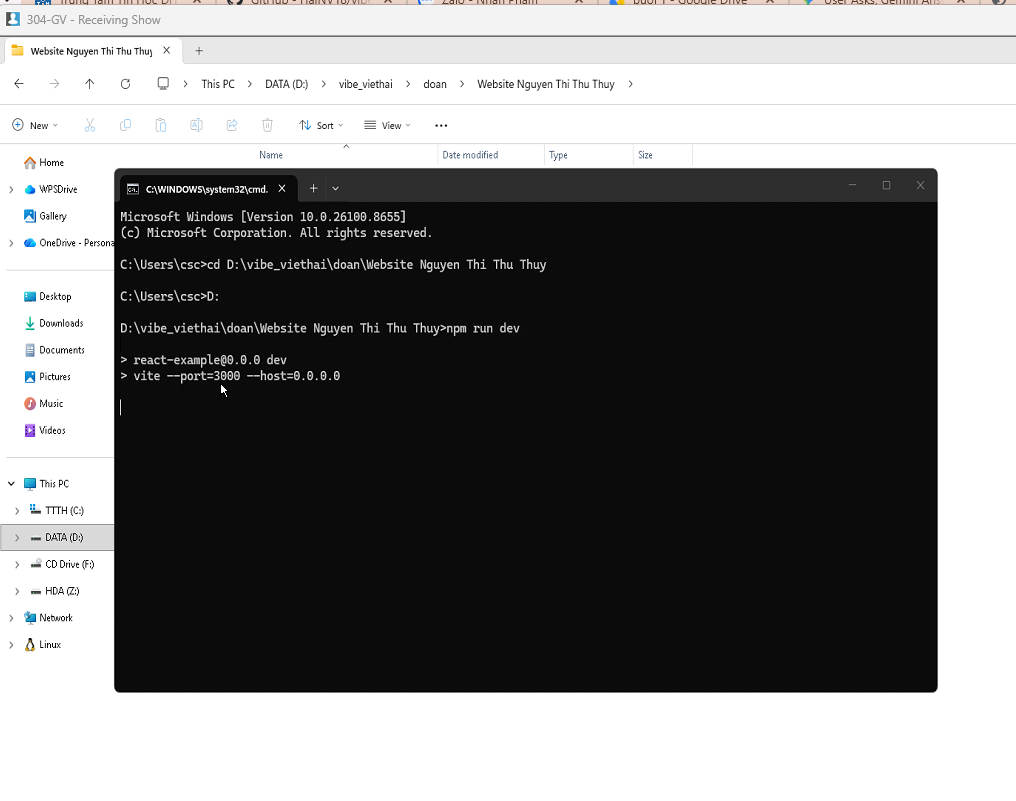 304-GV - Receiving Show
Website Nguyen Thi Thu Thuy
This PC
DATA (D:)
vibe_viethai
doan
Website Nguyen Thi Thu Thuy
New
Sort
View
Name
Date modified
Type
Size
Home
WPSDrive
Gallery
OneDrive - Persona
Desktop
Downloads
Documents
Pictures
Music
Videos
This PC
TTTH (C:)
DATA (D:)
CD Drive (F:)
HDA (Z:)
Network
Linux
C:\WINDOWS\system32\cmd.
Microsoft Windows [Version 10.0.26100.8655]
(c) Microsoft Corporation. All rights reserved.
C:\Users\csc>cd D:\vibe_viethai\doan\Website Nguyen Thi Thu Thuy
C:\Users\csc>D:
D:\vibe_viethai\doan\Website Nguyen Thi Thu Thuy>npm run dev
> react-example@0.0.0 dev
> vite --port=3000 --host=0.0.0.0